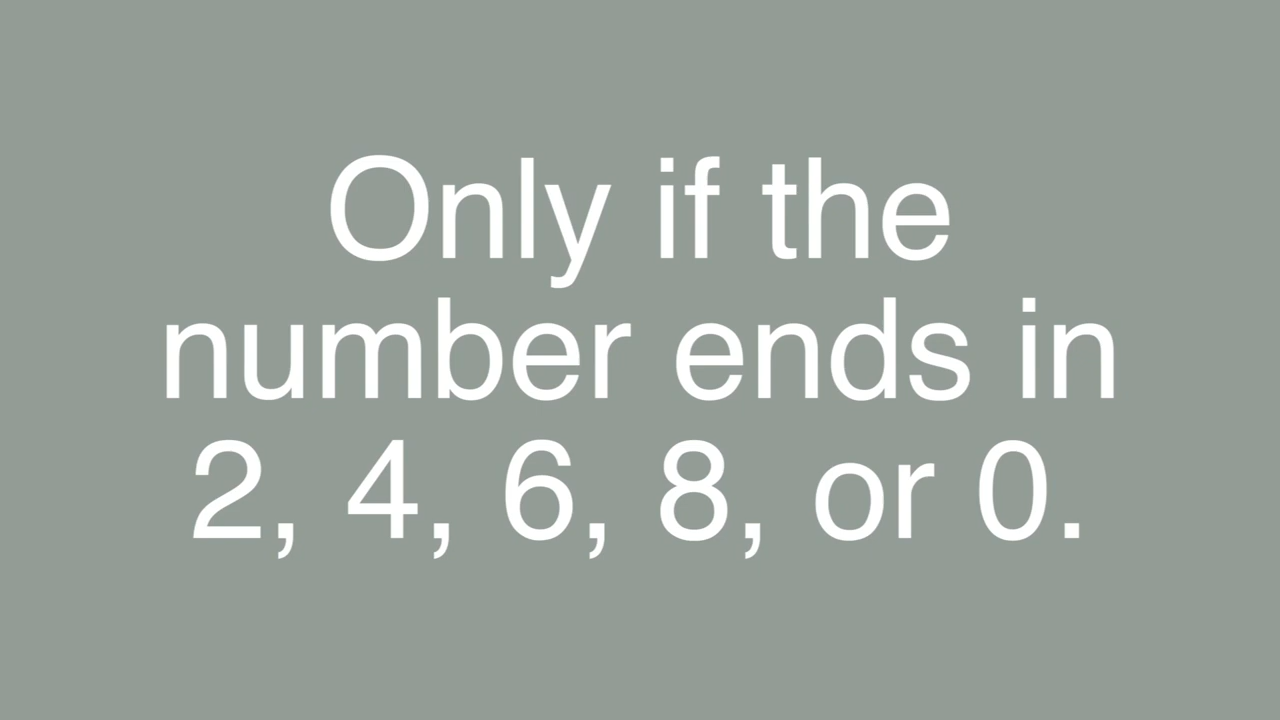 Only if the
number ends in
2, 4, 6, 8, or 0.